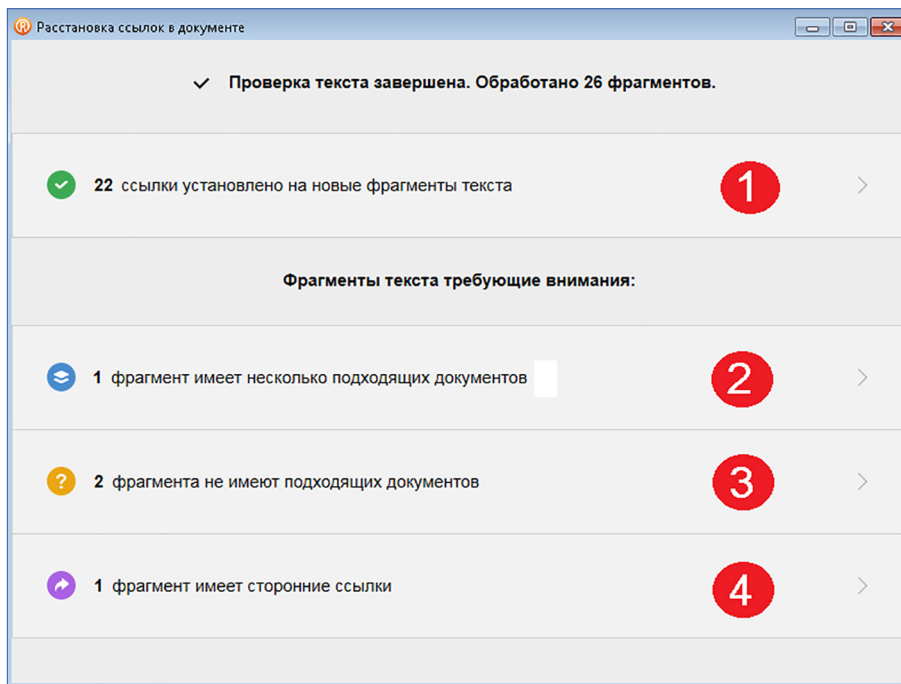 Расстановка ссылок в документе
Проверка текста завершена. Обработано 26 фрагментов.
22 ссылки установлено на новые фрагменты текста
1
Фрагменты текста требующие внимания:
1 фрагмент имеет несколько подходящих документов
2
2 фрагмента не имеют подходящих документов
3
1 фрагмент имеет сторонние ссылки
4